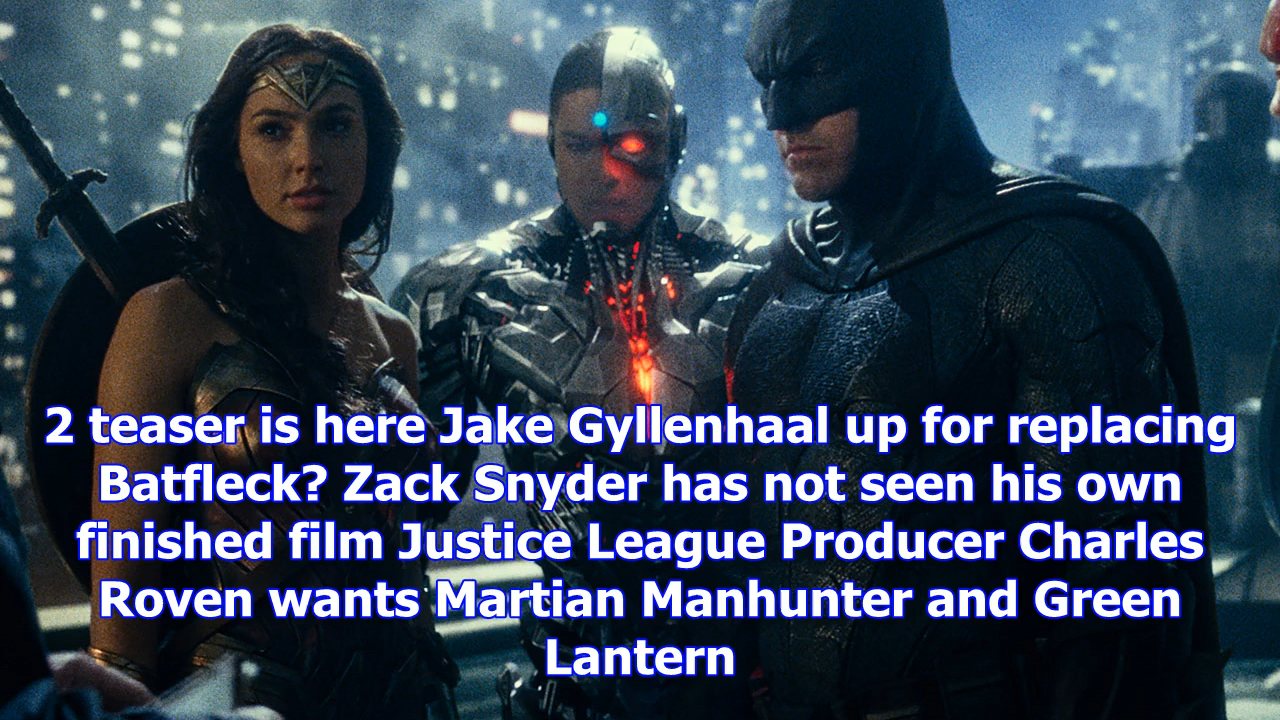 2 teaser is here Jake Gyllenhaal up for replacing
Batfleck? Zack Snyder has not seen his own
finished film Justice League Producer Charles
Roven wants Martian Manhunter and Green
Lantern